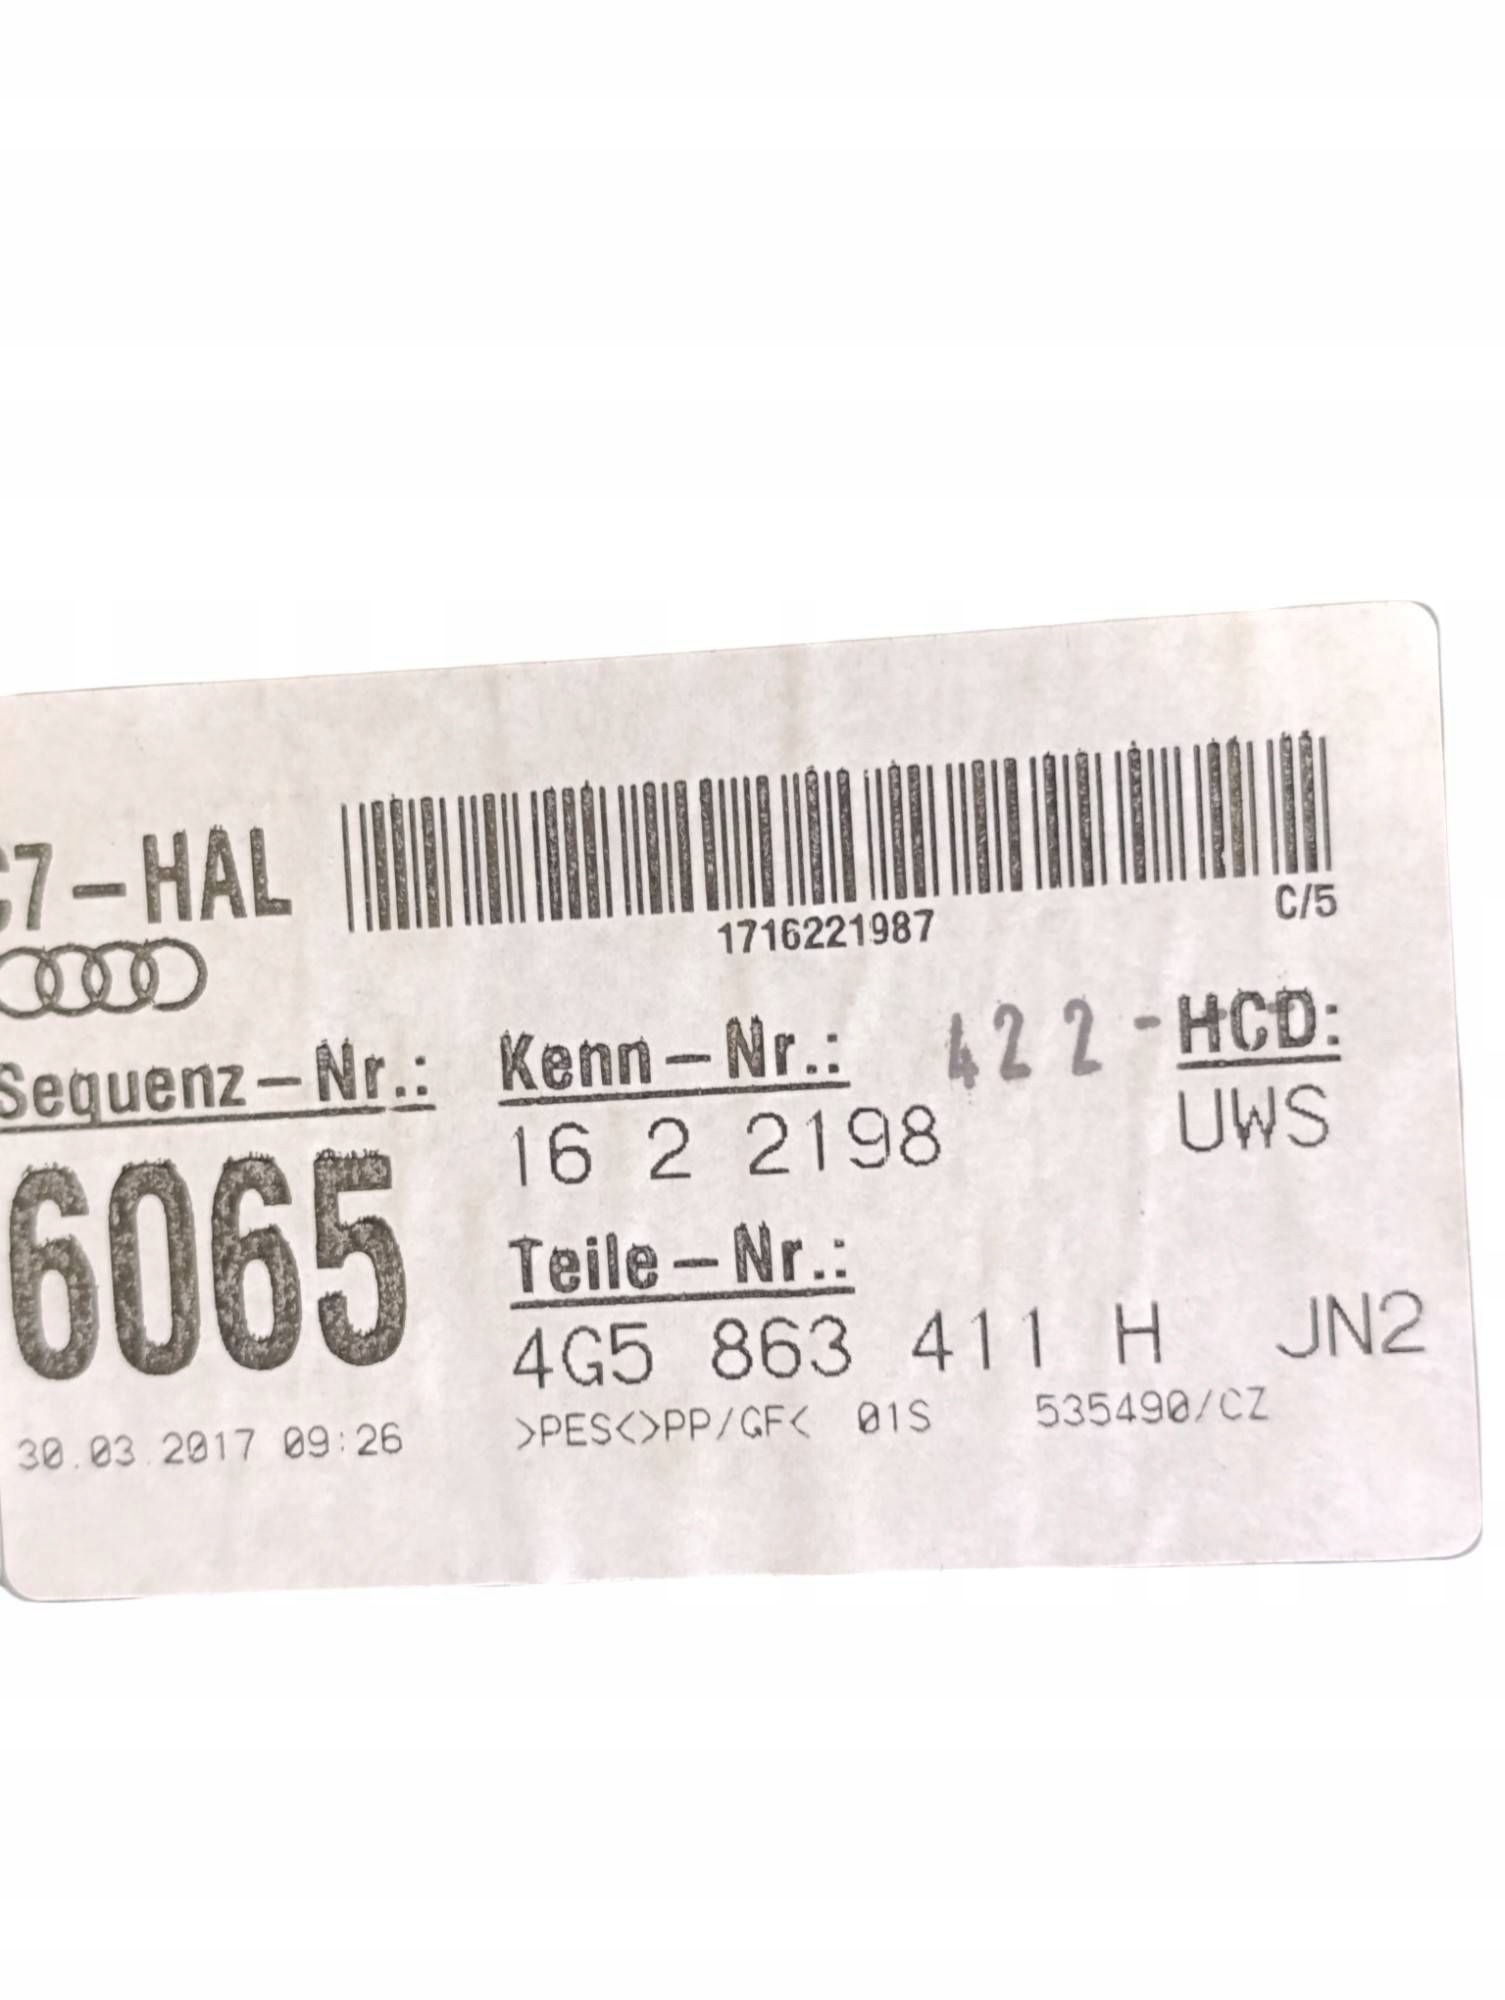 7-HAL
1716221987
C/5
Sequenz-Nr.:
Kenn-Nr.:
422-HCD:
6065
16 2 2198
UWS
Teile-Nr.:
4G5 863 411 H JN2
30.03.2017 09:26
>PES<>PP/GF< 01S 535490/CZ